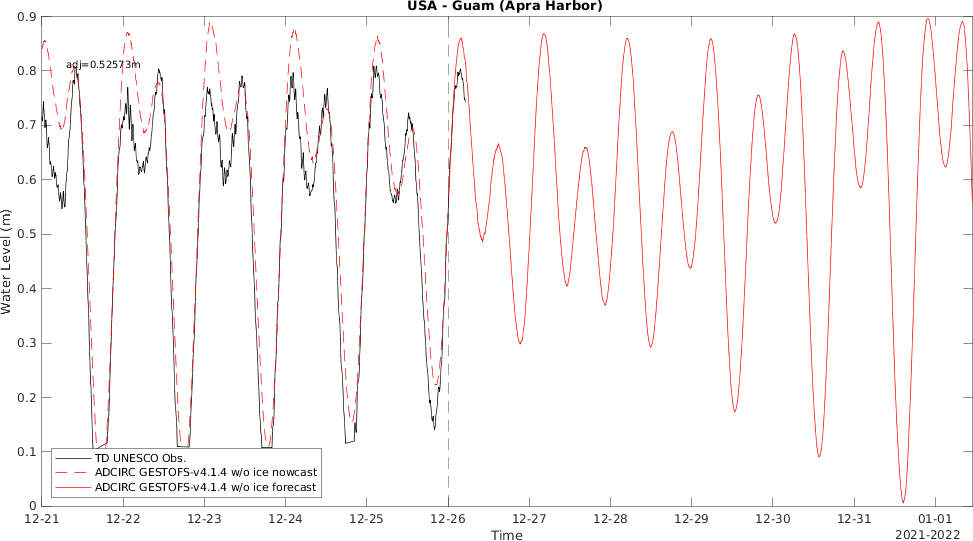 USA - Guam (Apra Harbor)
0.9
0.8
0.7
0.6
0.5
0.4
0.3
0.2
0.1
0
Water Level (m)
adj=0.52573m
TD UNESCO Obs.
ADCIRC GESTOFS-v4.1.4 w/o ice nowcast
ADCIRC GESTOFS-v4.1.4 w/o ice forecast
12-21 12-22 12-23 12-24 12-25 12-26 12-27 12-28 12-29 12-30 12-31 01-01
Time
2021-2022